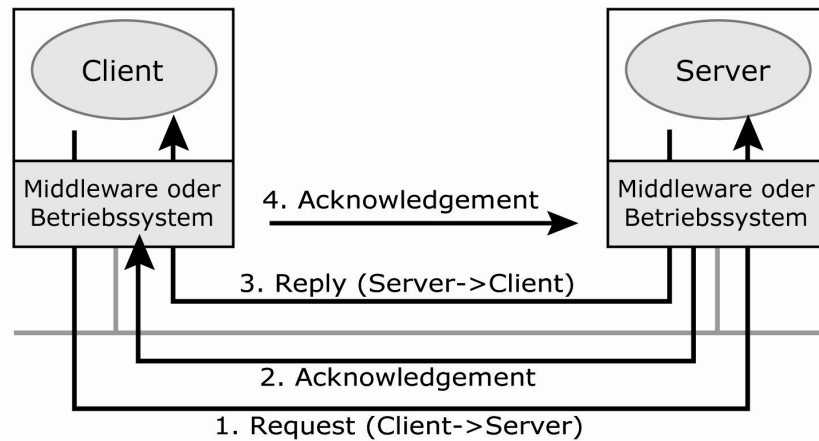 Client
Server
Middleware oder
Betriebssystem
Middleware oder
Betriebssystem
4. Acknowledgement
3. Reply (Server->Client)
2. Acknowledgement
1. Request (Client->Server)